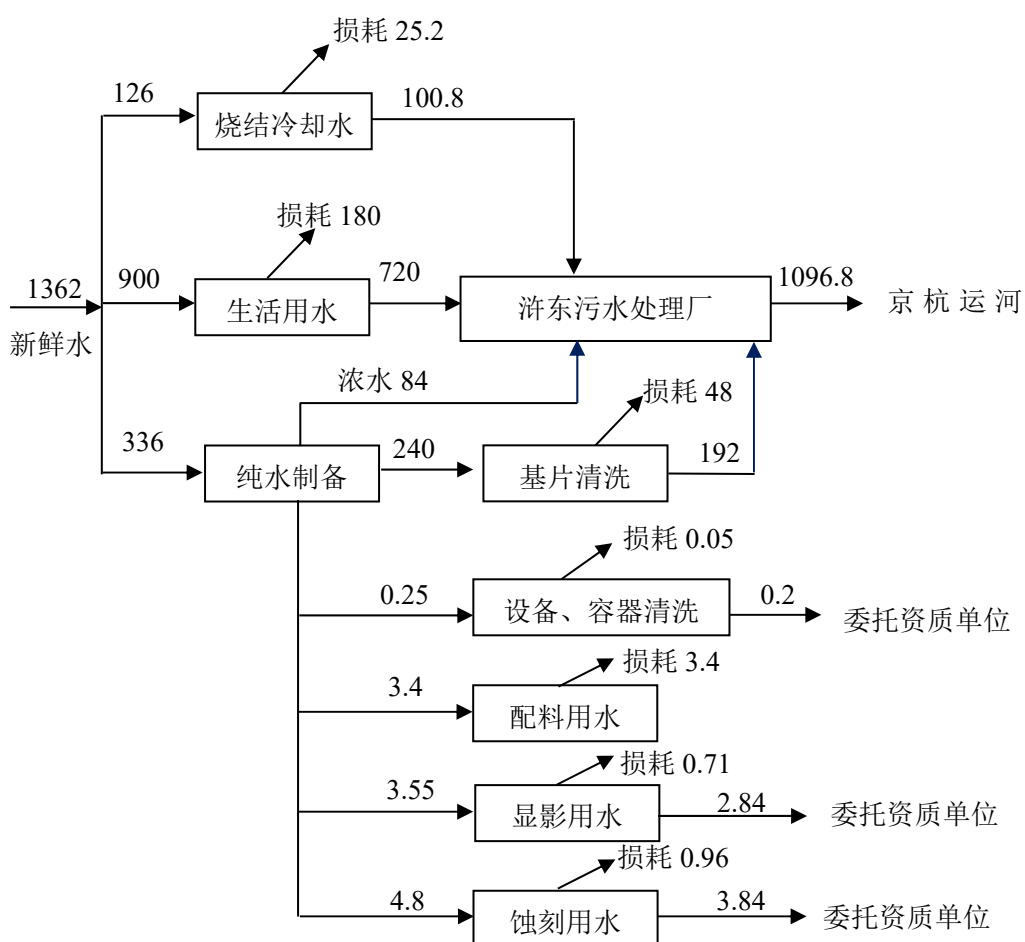 损耗 25.2
126
100.8
烧结冷却水
损耗 180
1362
900
720
1096.8
生活用水
浒东污水处理厂
京杭运河
新鲜水
浓水 84
损耗 48
336
240
192
纯水制备
基片清洗
损耗 0.05
0.25
0.2
设备、容器清洗
委托资质单位
损耗 3.4
3.4
配料用水
损耗 0.71
3.55
2.84
显影用水
委托资质单位
损耗 0.96
4.8
3.84
蚀刻用水
委托资质单位